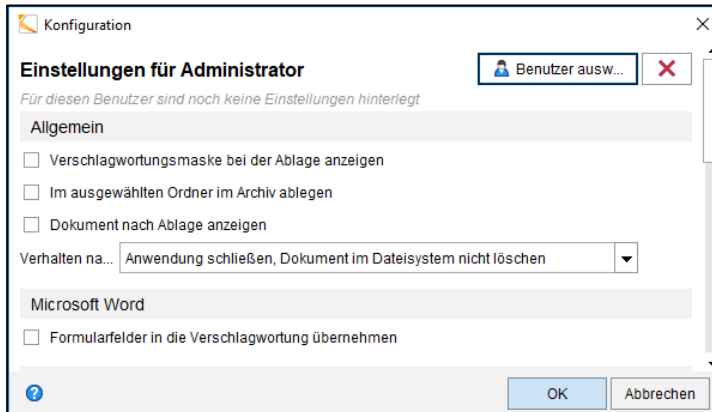 Konfiguration
Einstellungen für Administrator
Benutzer ausw...
Für diesen Benutzer sind noch keine Einstellungen hinterlegt
Allgemein
Verschlagwortungsmaske bei der Ablage anzeigen
Im ausgewählten Ordner im Archiv ablegen
Dokument nach Ablage anzeigen
Verhalten na... Anwendung schließen, Dokument im Dateisystem nicht löschen
Microsoft Word
Formularfelder in die Verschlagwortung übernehmen
OK Abbrechen